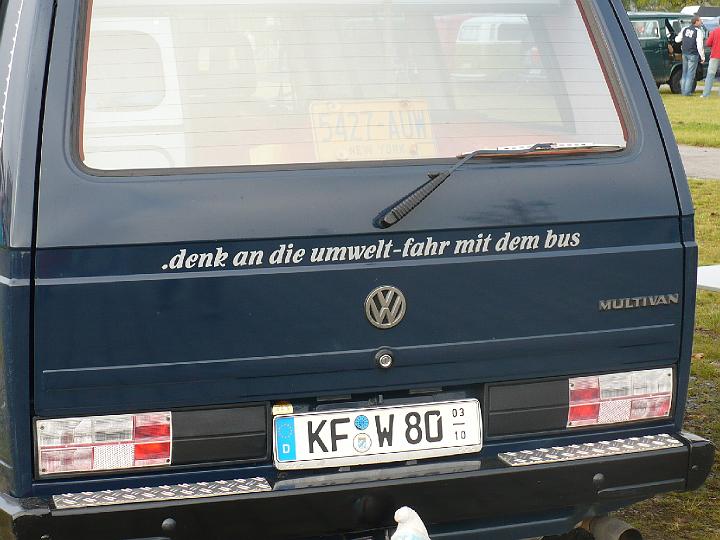 5427-AUW
NEW YORK
.denk an die umwelt-fahr mit dem bus
VW
MULTIVAN
D KF W 80 03 10